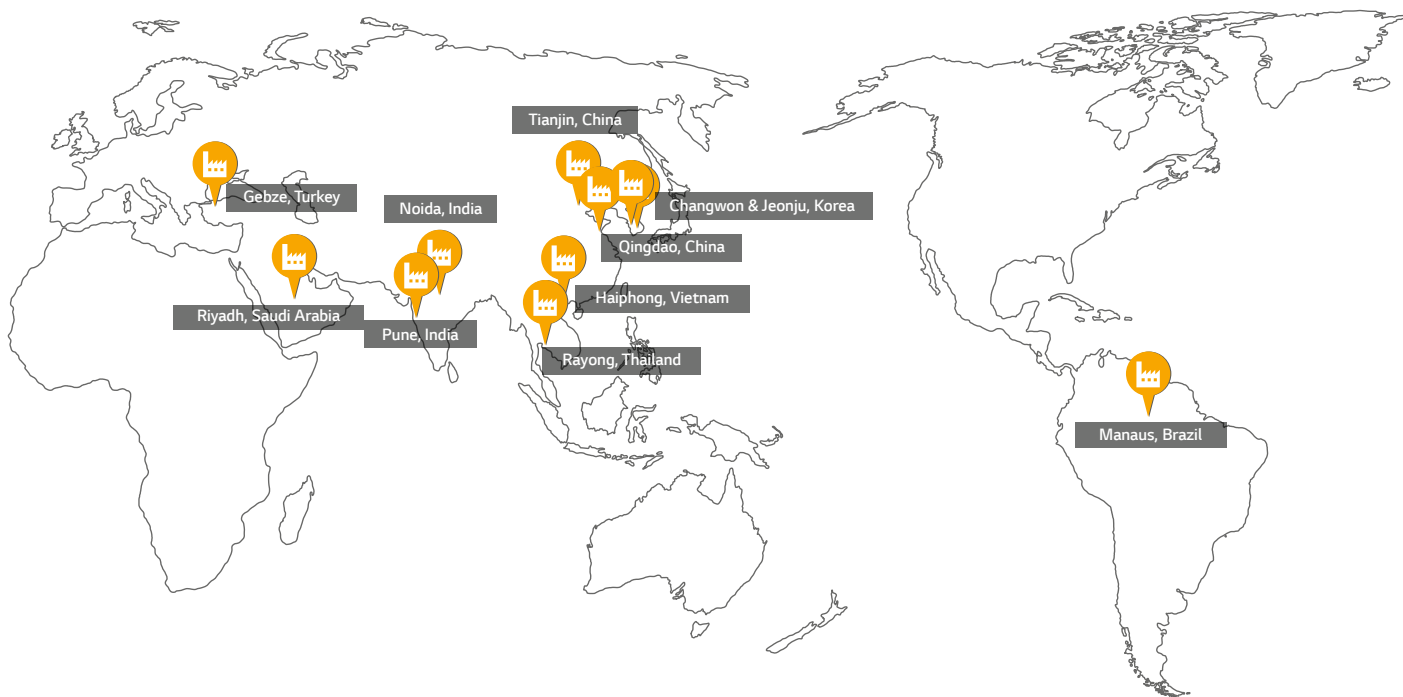 Tianjin, China
Gebze, Turkey
Noida, India
Changwon & Jeonju, Korea
Qingdao, China
Haiphong, Vietnam
Riyadh, Saudi Arabia
Pune, India
Rayong, Thailand
Manaus, Brazil